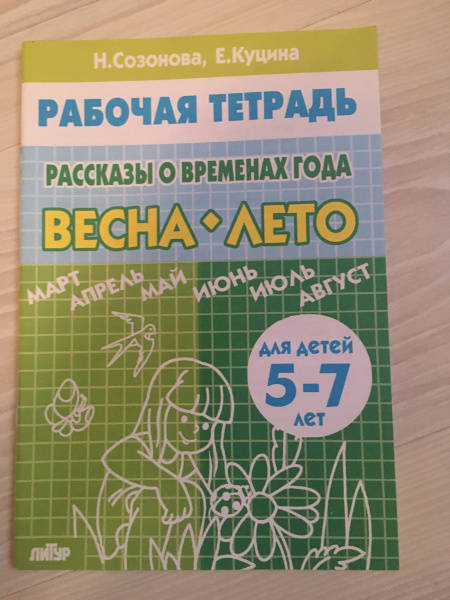 Н.Созонова, Е.Куцина
РАБОЧАЯ ТЕТРАДЬ
РАССКАЗЫ О ВРЕМЕНАХ ГОДА
ВЕСНА • ЛЕТО
МАРТ АПРЕЛЬ МАЙ ИЮНЬ ИЮЛЬ АВГУСТ
для детей
5-7
лет
ЛИТУР